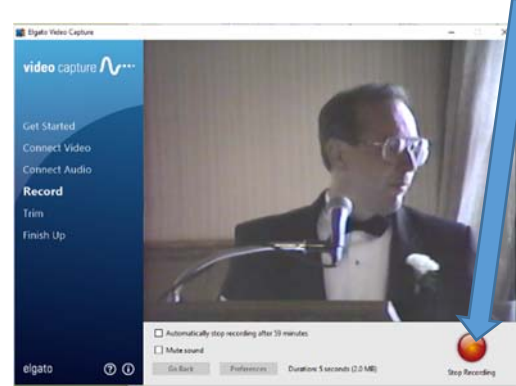 Elgato Video Capture
video capture
Get Started
Connect Video
Connect Audio
Record
Trim
Finish Up
Automatically stop recording after 59 minutes
Mute sound
Go Back Preferences Duration: 5 seconds (2.0 MB)
Stop Recording
elgato